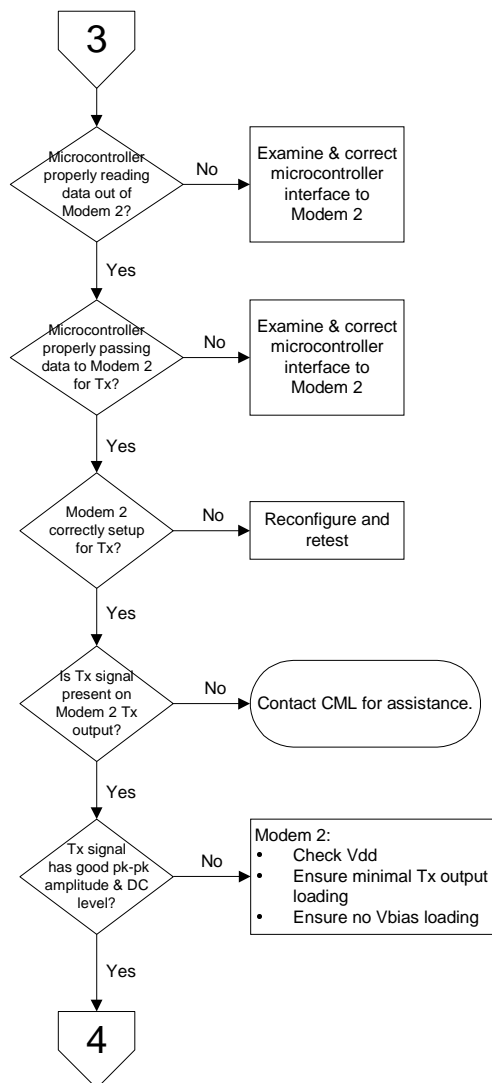 3
Microcontroller
properly reading
data out of
Modem 2?
No
Examine & correct
microcontroller
interface to
Modem 2
Yes
Microcontroller
properly passing
data to Modem 2
for Tx?
No
Examine & correct
microcontroller
interface to
Modem 2
Yes
Modem 2
correctly setup
for Tx?
No
Reconfigure and
retest
Yes
Is Tx signal
present on
Modem 2 Tx
output?
No
Contact CML for assistance.
Yes
Tx signal
has good pk-pk
amplitude & DC
level?
No
Modem 2:
• Check Vdd
• Ensure minimal Tx output
loading
• Ensure no Vbias loading
Yes
4